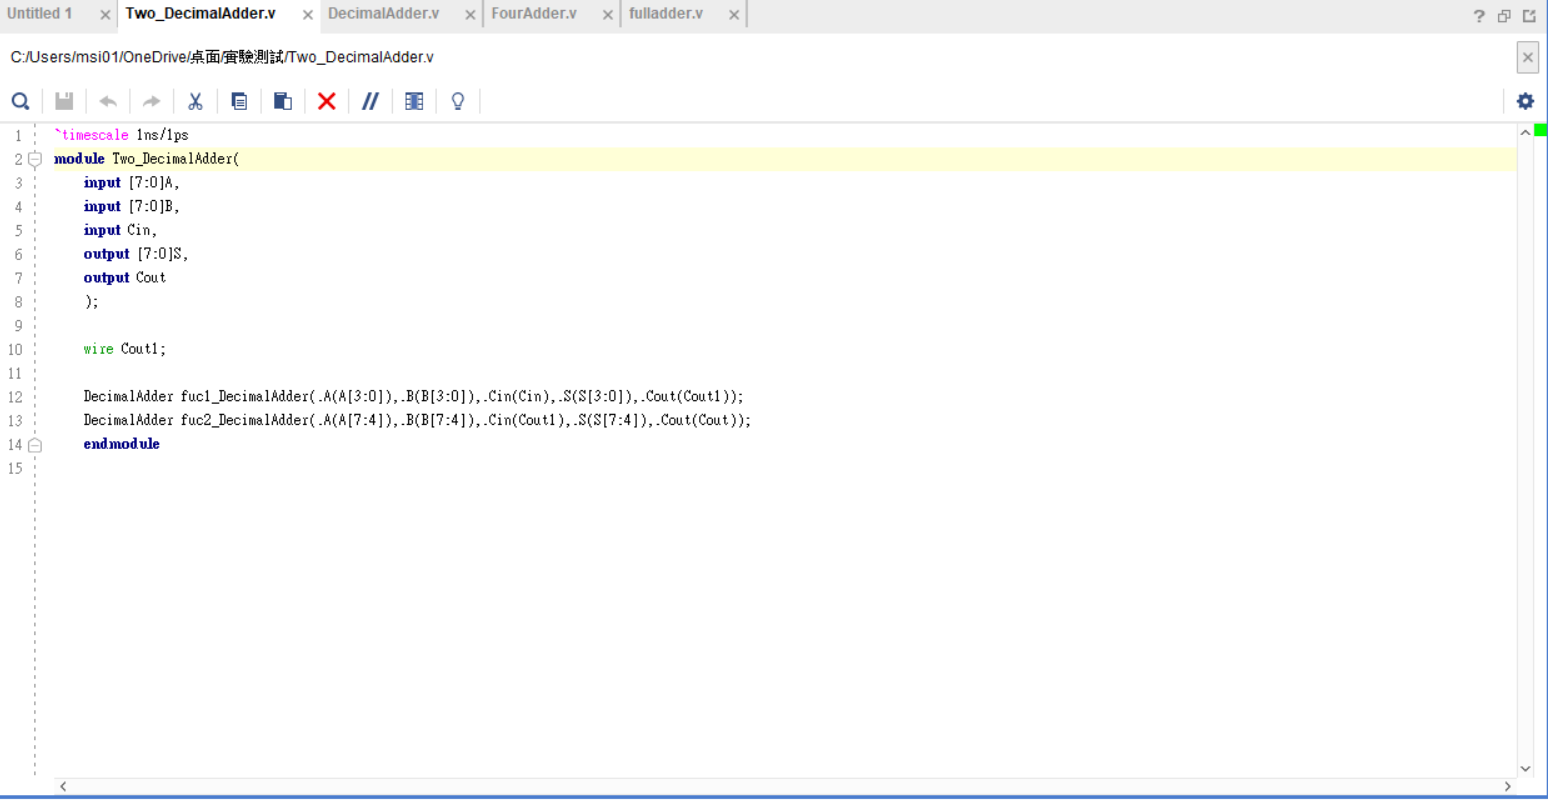 Untitled 1 × Two_DecimalAdder.v × DecimalAdder.v × FourAdder.v × fulladder.v ×
C:/Users/msi01/OneDrive/桌面/實驗測試/Two_DecimalAdder.v
1 `timescale 1ns/1ps
2 module Two_DecimalAdder(
3 input [7:0]A,
4 input [7:0]B,
5 input Cin,
6 output [7:0]S,
7 output Cout
8 );
9
10 wire Cout1;
11
12 DecimalAdder fuc1_DecimalAdder(.A(A[3:0]),.B(B[3:0]),.Cin(Cin),.S(S[3:0]),.Cout(Cout1));
13 DecimalAdder fuc2_DecimalAdder(.A(A[7:4]),.B(B[7:4]),.Cin(Cout1),.S(S[7:4]),.Cout(Cout));
14 endmodule
15